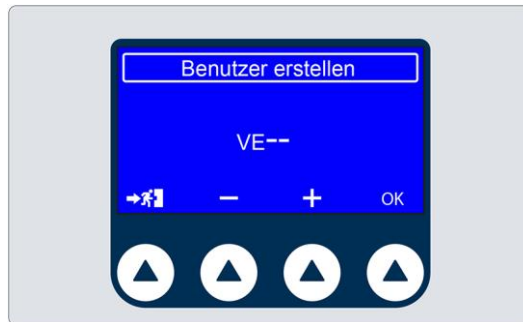 Benutzer erstellen
VE--
− + OK